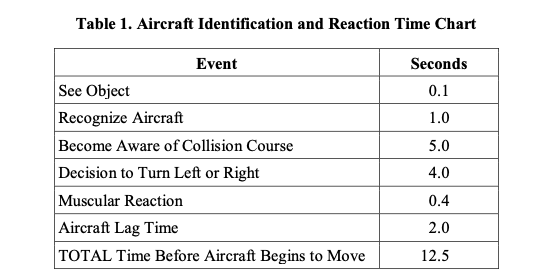 Table 1. Aircraft Identification and Reaction Time Chart
Event Seconds
See Object 0.1
Recognize Aircraft 1.0
Become Aware of Collision Course 5.0
Decision to Turn Left or Right 4.0
Muscular Reaction 0.4
Aircraft Lag Time 2.0
TOTAL Time Before Aircraft Begins to Move 12.5